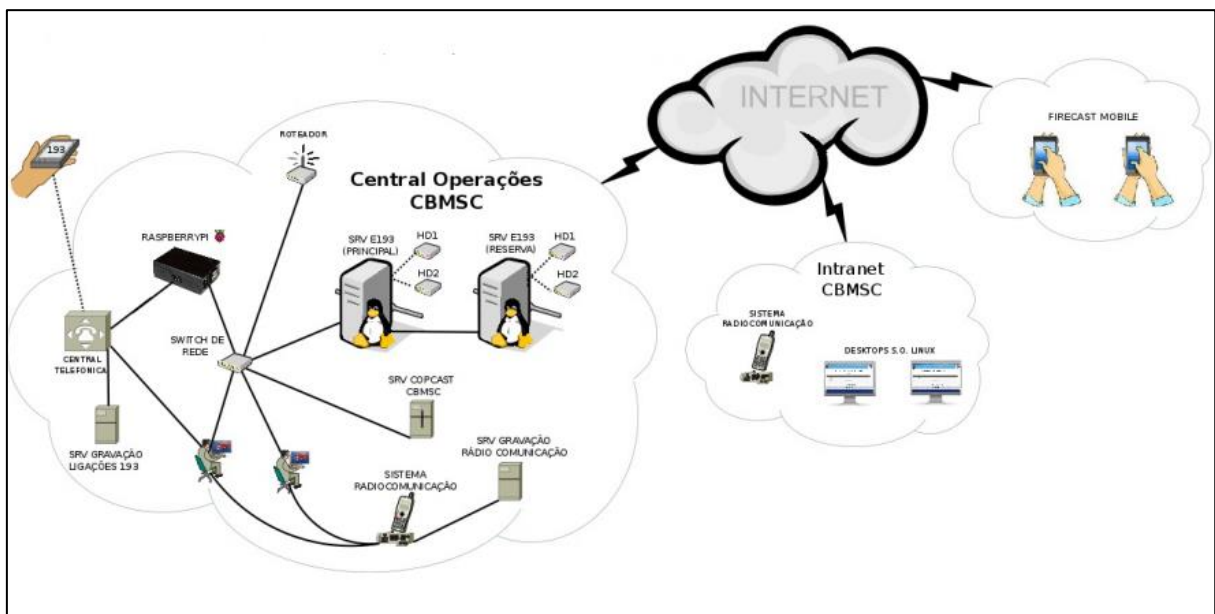 INTERNET
FIRECAST MOBILE
193
ROTEADOR
Central Operações
CBMSC
RASPBERRYPI
SRV E193
(PRINCIPAL)
HD1
HD2
SRV E193
(RESERVA)
HD1
HD2
Intranet
CBMSC
SISTEMA
RADIOCOMUNICAÇÃO
DESKTOPS S.O. LINUX
SWITCH DE
REDE
CENTRAL
TELEFONICA
SRV COPCAST
CBMSC
SRV GRAVAÇÃO
LIGAÇÕES 193
SISTEMA
RADIOCOMUNICAÇÃO
SRV GRAVAÇÃO
RÁDIO COMUNICAÇÃO